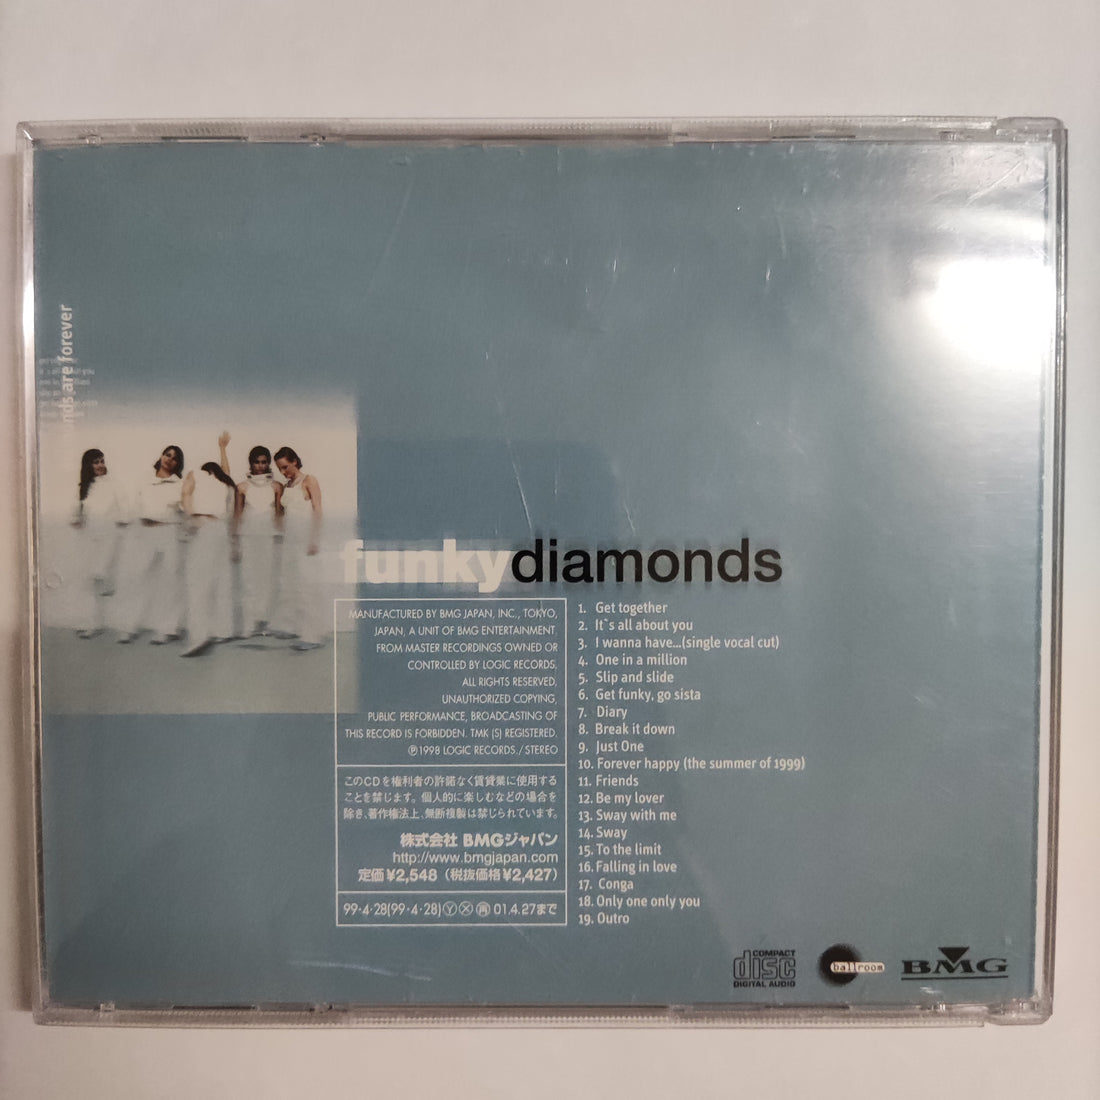 are forever
funkydiamonds
MANUFACTURED BY BMG JAPAN, INC., TOKYO,
JAPAN, A UNIT OF BMG ENTERTAINMENT.
FROM MASTER RECORDINGS OWNED OR
CONTROLLED BY LOGIC RECORDS.
ALL RIGHTS RESERVED,
UNAUTHORIZED COPYING,
PUBLIC PERFORMANCE, BROADCASTING OF
THIS RECORD IS FORBIDDEN. TMK (S) REGISTERED.
Ⓟ1998 LOGIC RECORDS./STEREO
このCDを権利者の許諾なく賃貸業に使用する
ことを禁じます。個人的に楽しむなどの場合を
除き、著作権法上、無断複製は禁じられています。
株式会社 BMGジャパン
http://www.bmgjapan.com
定価¥2,548（税抜価格¥2,427）
99・4・28(99・4・28)ⓎⓍ㊢ 01.4.27まで
1. Get together
2. It`s all about you
3. I wanna have...(single vocal cut)
4. One in a million
5. Slip and slide
6. Get funky, go sista
7. Diary
8. Break it down
9. Just One
10. Forever happy (the summer of 1999)
11. Friends
12. Be my lover
13. Sway with me
14. Sway
15. To the limit
16. Falling in love
17. Conga
18. Only one only you
19. Outro
COMPACT
disc
DIGITAL AUDIO
ballroom
BMG